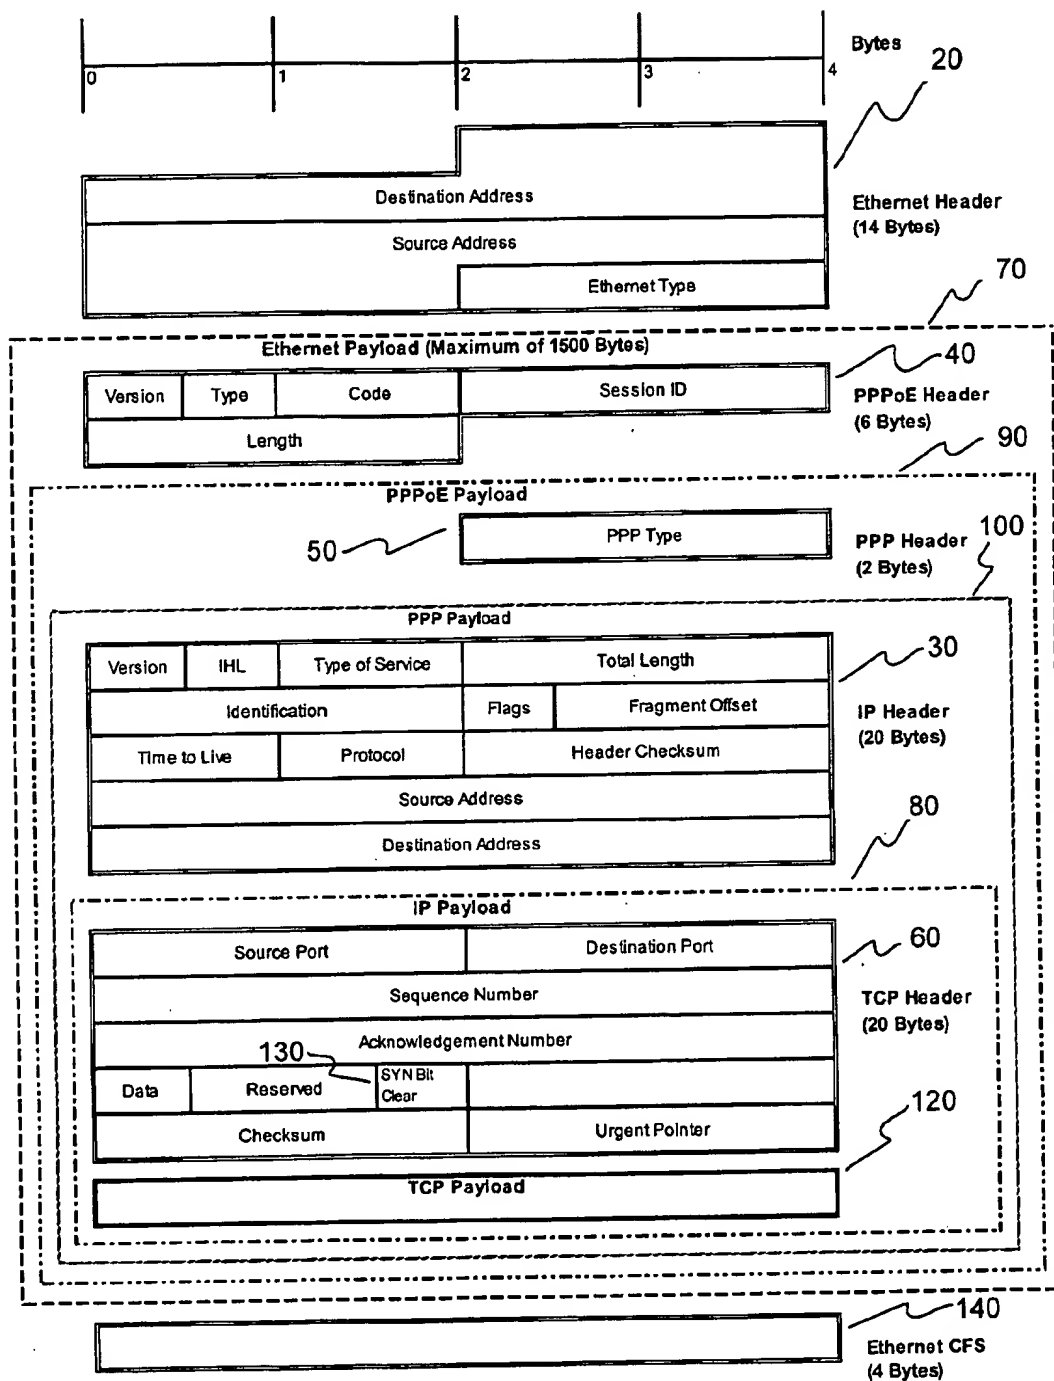 Bytes
0 1 2 3 4
20
Destination Address
Ethernet Header
(14 Bytes)
Source Address
Ethernet Type
70
Ethernet Payload (Maximum of 1500 Bytes)
40
Version Type Code Session ID
PPPoE Header
(6 Bytes)
Length
90
PPPoE Payload
50
PPP Type
PPP Header
(2 Bytes)
100
PPP Payload
Version IHL Type of Service Total Length
30
Identification Flags Fragment Offset
IP Header
(20 Bytes)
Time to Live Protocol Header Checksum
Source Address
80
Destination Address
IP Payload
Source Port Destination Port
60
Sequence Number
TCP Header
(20 Bytes)
Acknowledgement Number
130
Data Reserved SYN Bit
Clear
120
Checksum Urgent Pointer
TCP Payload
140
Ethernet CFS
(4 Bytes)